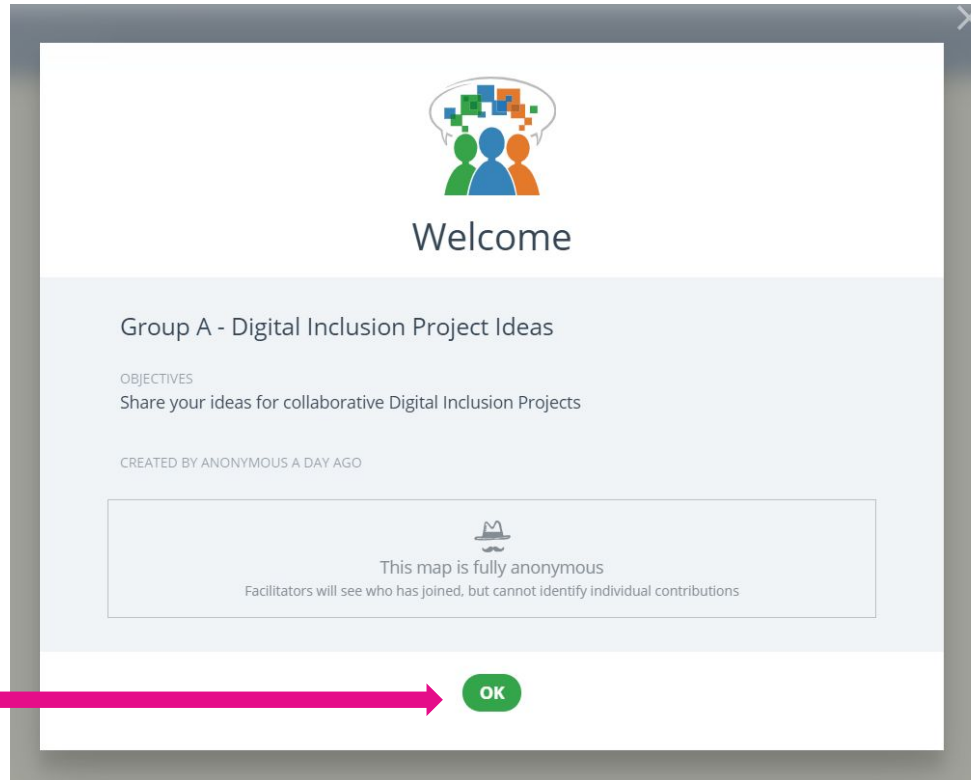 Welcome
Group A - Digital Inclusion Project Ideas
OBJECTIVES
Share your ideas for collaborative Digital Inclusion Projects
CREATED BY ANONYMOUS A DAY AGO
This map is fully anonymous
Facilitators will see who has joined, but cannot identify individual contributions
OK